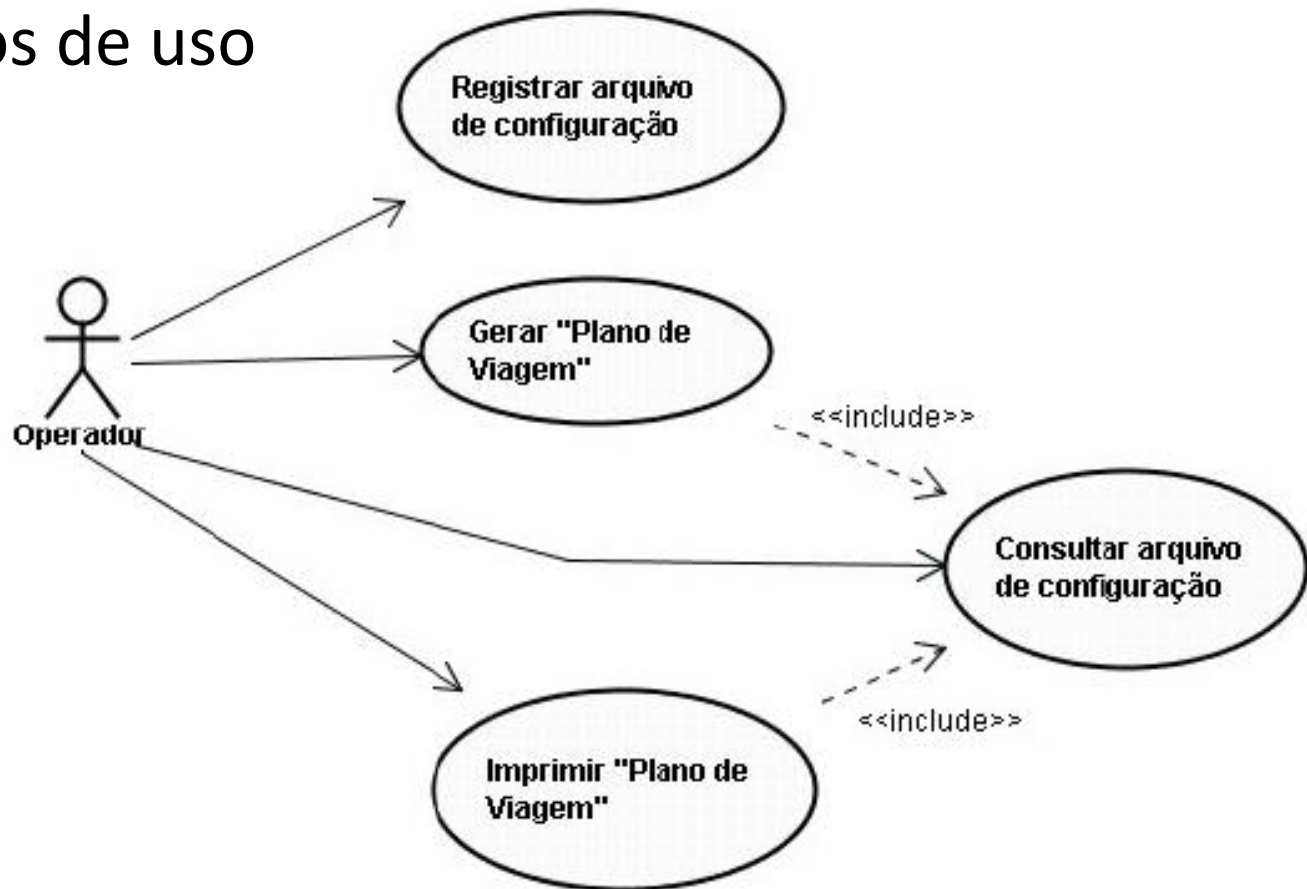 os de uso
Registrar arquivo
de configuração
Gerar "Plano de
Viagem"
<<include>>
Operador
Consultar arquivo
de configuração
<<include>>
Imprimir "Plano de
Viagem"